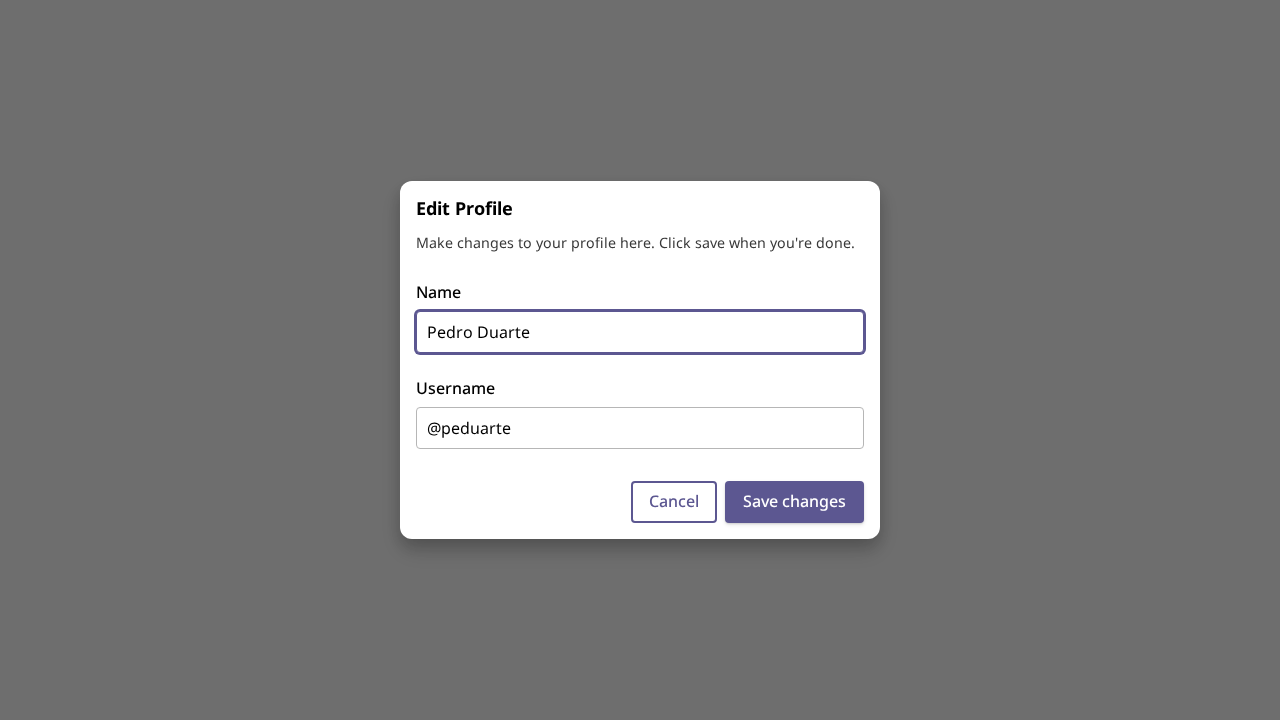 Edit Profile
Make changes to your profile here. Click save when you're done.
Name
Pedro Duarte
Username
@peduarte
Cancel
Save changes